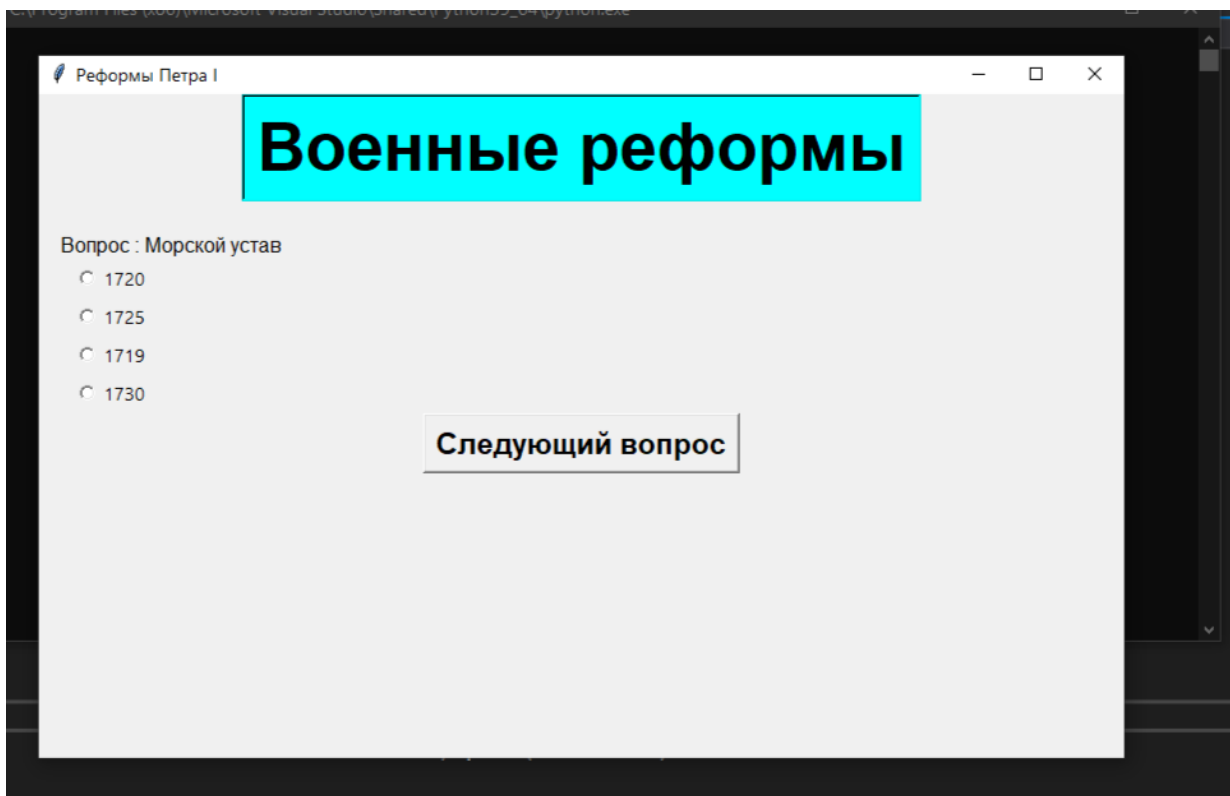 Реформы Петра I
Военные реформы
Вопрос : Морской устав
1720
1725
1719
1730
Следующий вопрос